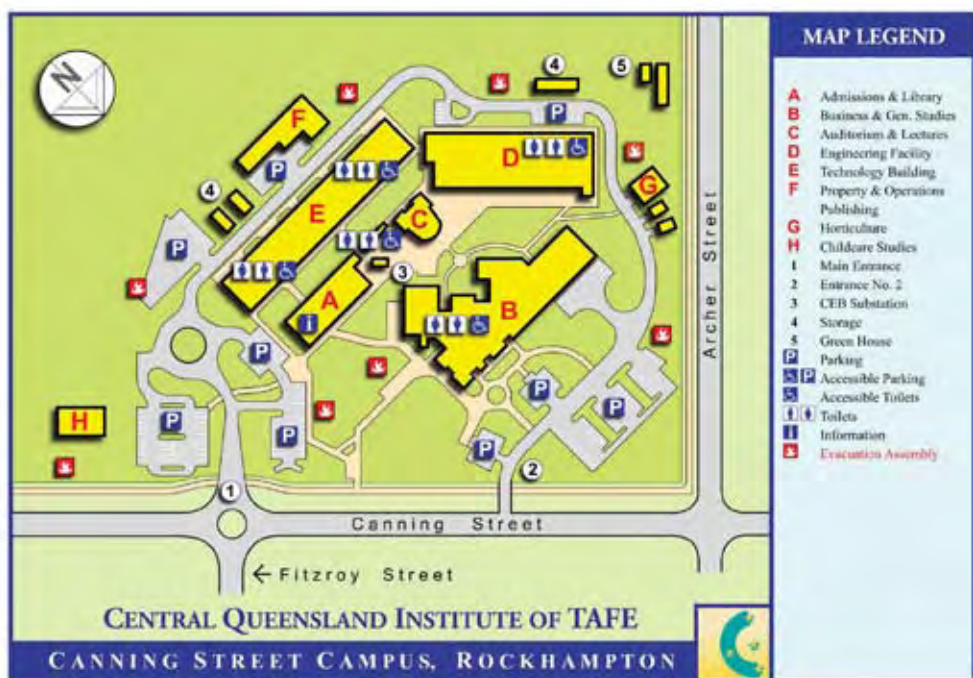 N
4
5
F
P
P
D
G
4
E
C
3
P
A
i
B
P
P
P
H
P
P
P
1
2
Archer Street
Canning Street
← Fitzroy Street
CENTRAL QUEENSLAND INSTITUTE OF TAFE
CANNING STREET CAMPUS, ROCKHAMPTON
MAP LEGEND
A Admissions & Library
B Business & Gen. Studies
C Auditorium & Lectures
D Engineering Facility
E Technology Building
F Property & Operations
Publishing
G Horticulture
H Childcare Studies
1 Main Entrance
2 Entrance No. 2
3 CEB Substation
4 Storage
5 Green House
P Parking
P Accessible Parking
Accessible Toilets
Toilets
i Information
Evacuation Assembly